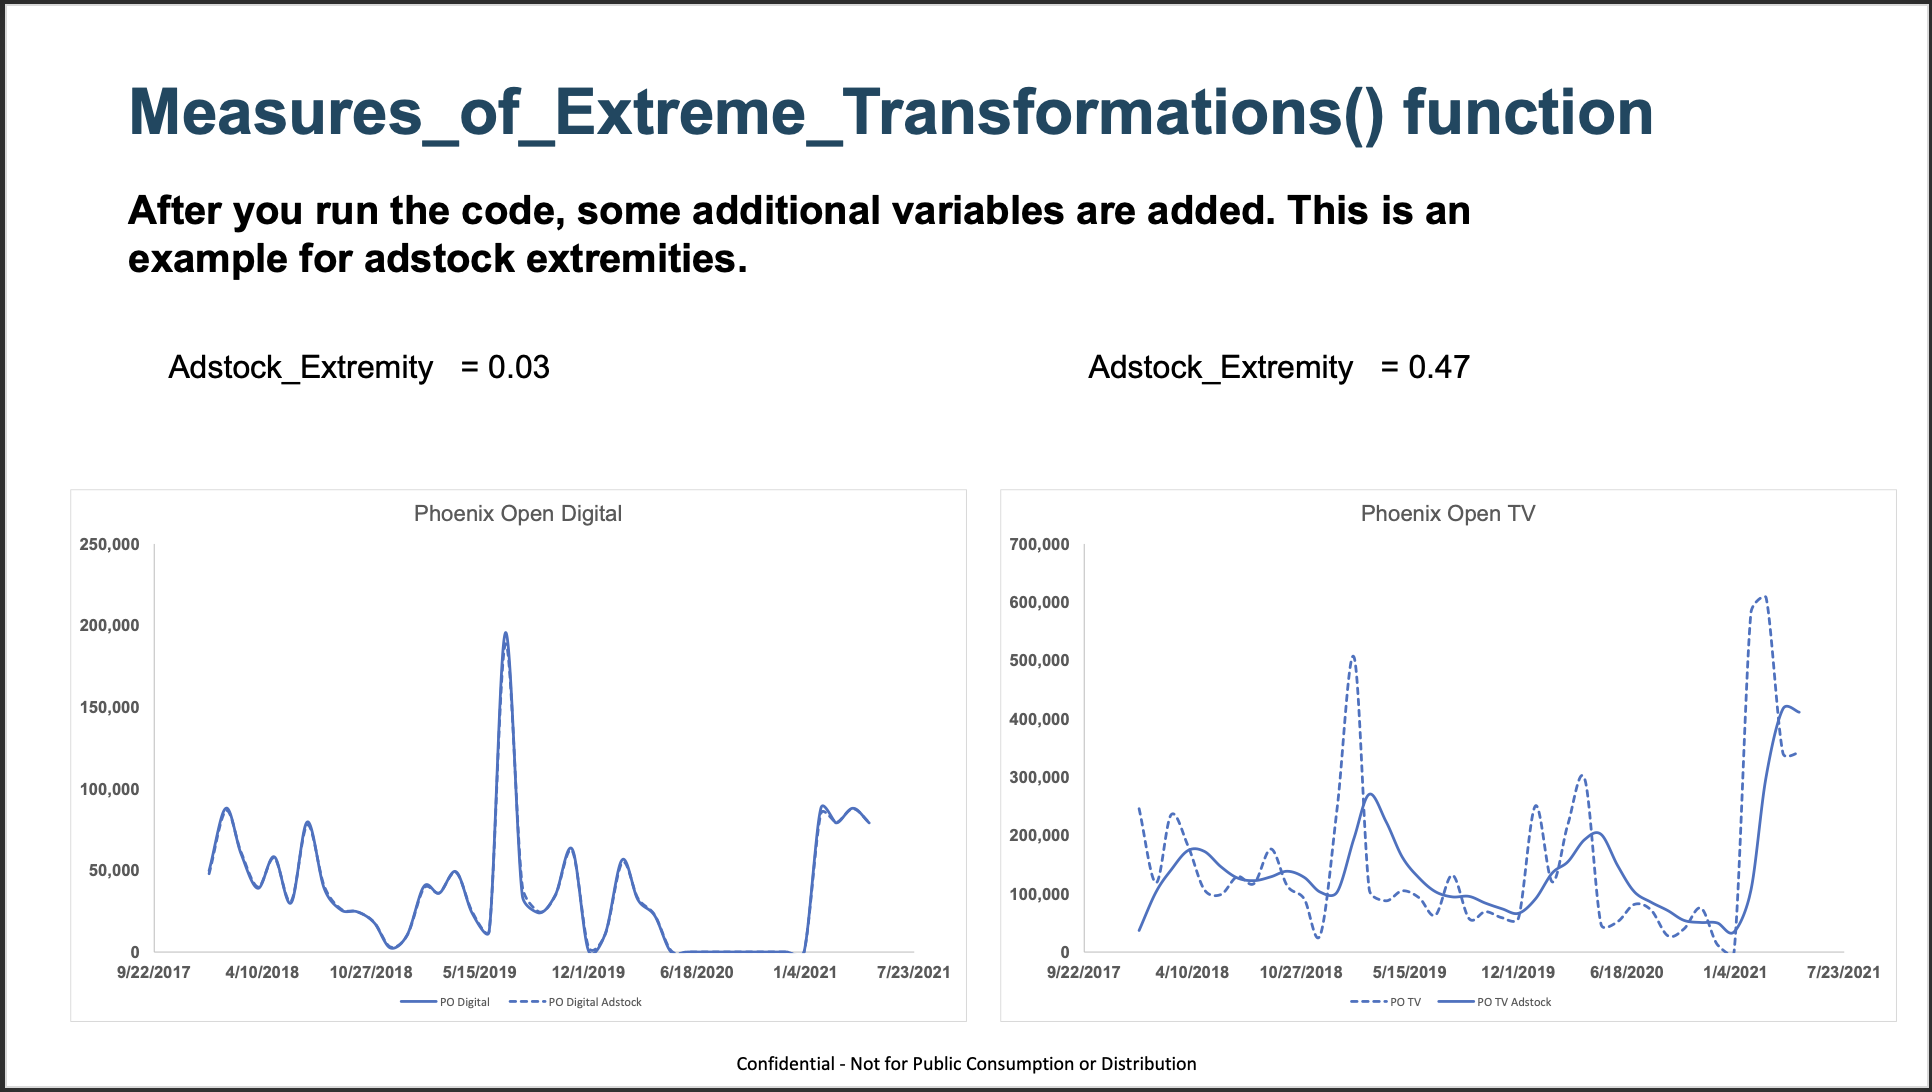 Measures_of_Extreme_Transformations() function
After you run the code, some additional variables are added. This is an
example for adstock extremities.
Adstock_Extremity = 0.03
Adstock_Extremity = 0.47
Phoenix Open Digital
250,000
200,000
150,000
100,000
50,000
0
9/22/2017 4/10/2018 10/27/2018 5/15/2019 12/1/2019 6/18/2020 1/4/2021 7/23/2021
PO Digital PO Digital Adstock
Phoenix Open TV
700,000
600,000
500,000
400,000
300,000
200,000
100,000
0
9/22/2017 4/10/2018 10/27/2018 5/15/2019 12/1/2019 6/18/2020 1/4/2021 7/23/2021
PO TV PO TV Adstock
Confidential - Not for Public Consumption or Distribution